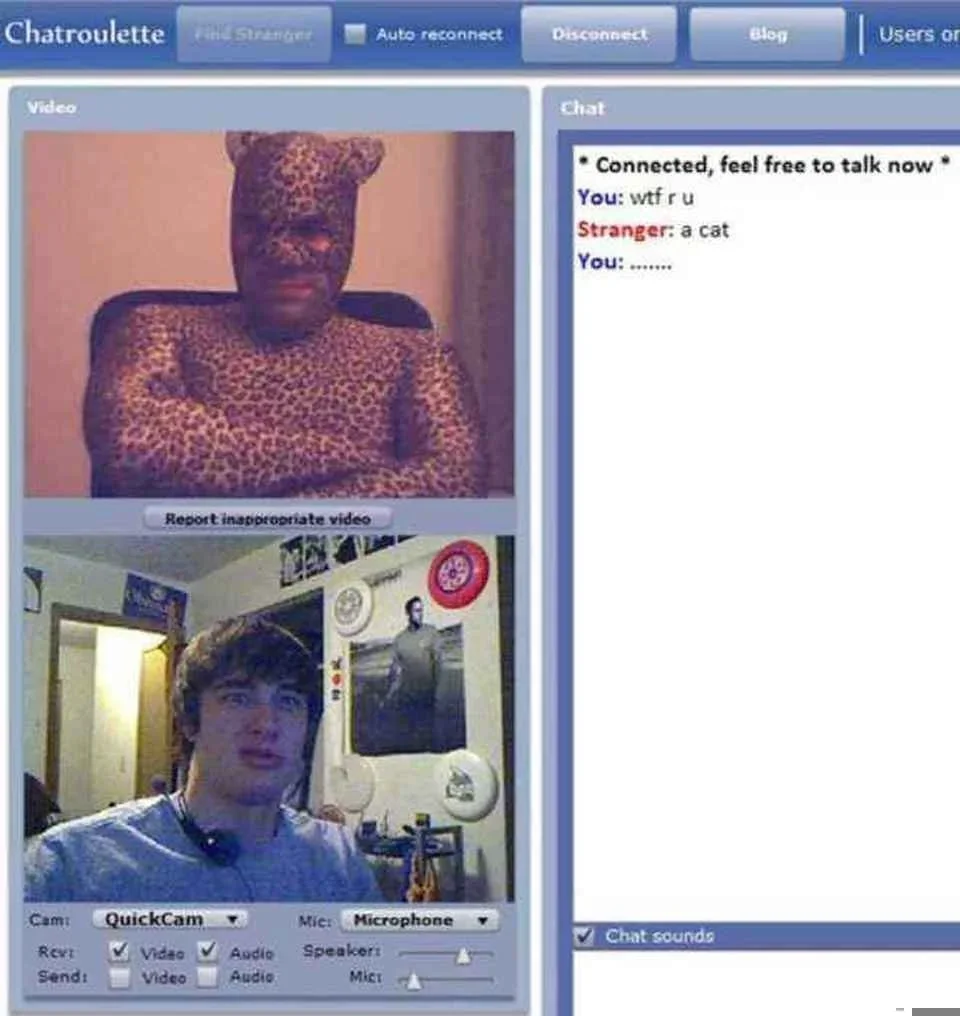 Chatroulette Find Stranger Auto reconnect Disconnect Blog Users on
Video
Chat
* Connected, feel free to talk now *
You: wtf r u
Stranger: a cat
You: .......
Report inappropriate video
Cam: QuickCam Mic: Microphone
Rcv: Video Audio Speaker:
Send: Video Audio Mic:
Chat sounds